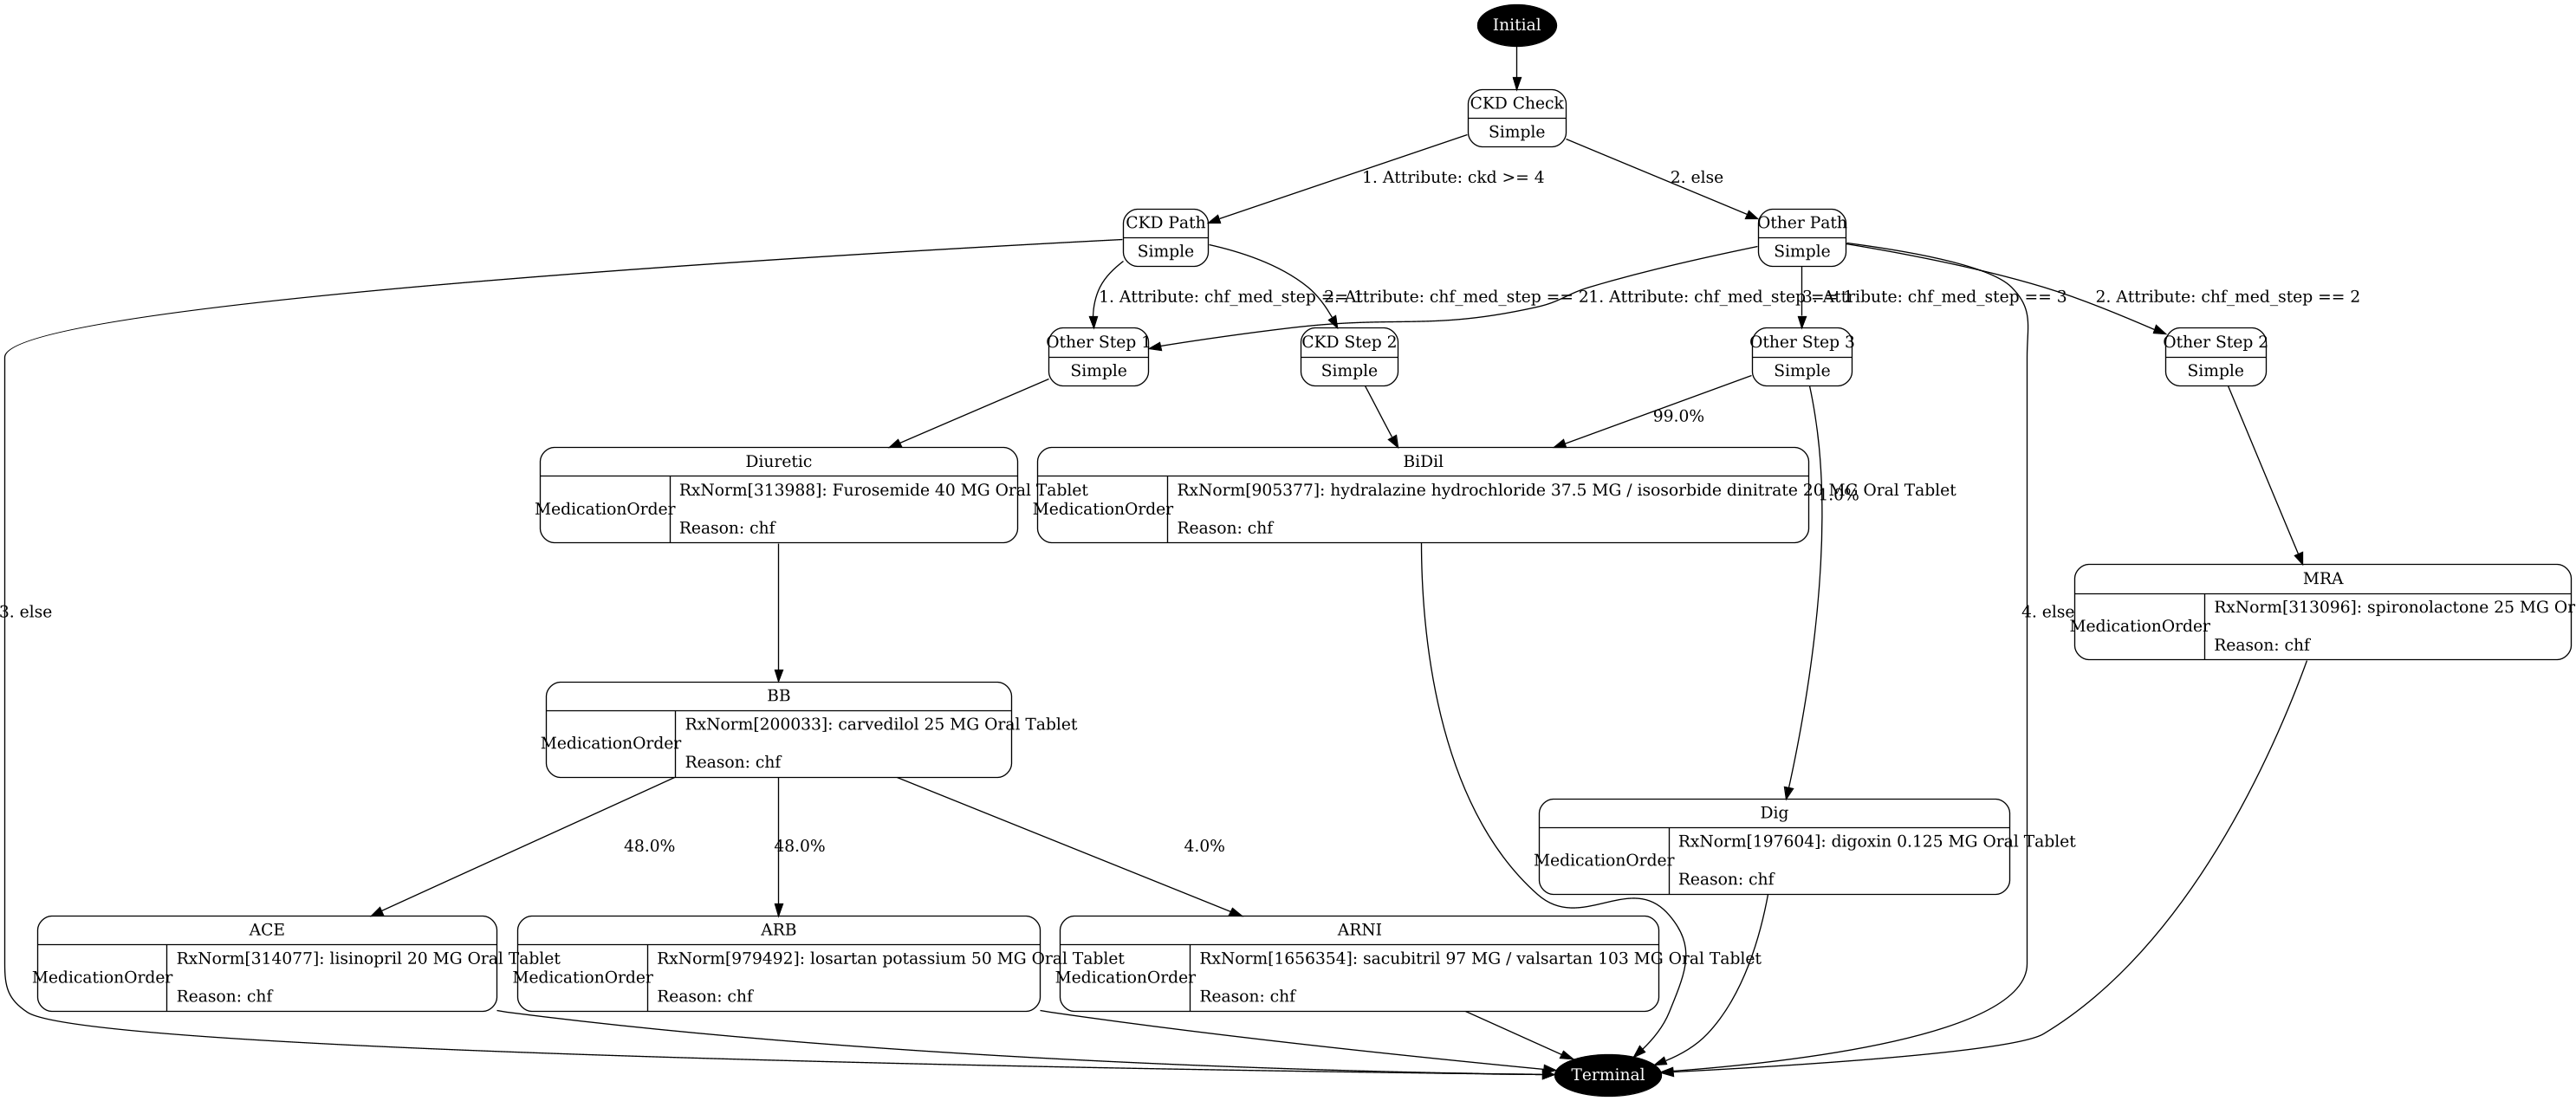 Initial
CKD Check
Simple
1. Attribute: ckd >= 4
2. else
CKD Path
Simple
Other Path
Simple
1. Attribute: chf_med_step == 1
2. Attribute: chf_med_step == 2
1. Attribute: chf_med_step == 1
3. Attribute: chf_med_step == 3
2. Attribute: chf_med_step == 2
Other Step 1
Simple
CKD Step 2
Simple
Other Step 3
Simple
Other Step 2
Simple
99.0%
Diuretic
MedicationOrder
RxNorm[313988]: Furosemide 40 MG Oral Tablet
Reason: chf
BiDil
MedicationOrder
RxNorm[905377]: hydralazine hydrochloride 37.5 MG / isosorbide dinitrate 20 MG Oral Tablet
Reason: chf
1.0%
3. else
4. else
MRA
MedicationOrder
RxNorm[313096]: spironolactone 25 MG Or
Reason: chf
BB
MedicationOrder
RxNorm[200033]: carvedilol 25 MG Oral Tablet
Reason: chf
48.0%
48.0%
4.0%
Dig
MedicationOrder
RxNorm[197604]: digoxin 0.125 MG Oral Tablet
Reason: chf
ACE
MedicationOrder
RxNorm[314077]: lisinopril 20 MG Oral Tablet
Reason: chf
ARB
MedicationOrder
RxNorm[979492]: losartan potassium 50 MG Oral Tablet
Reason: chf
ARNI
MedicationOrder
RxNorm[1656354]: sacubitril 97 MG / valsartan 103 MG Oral Tablet
Reason: chf
Terminal